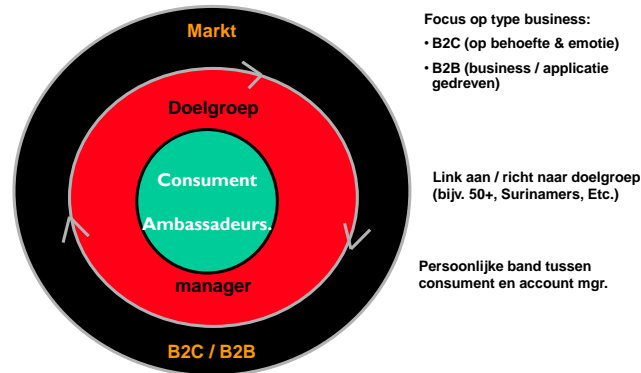 Markt
Doelgroep
Consument
Ambassadeurs.
manager
B2C / B2B
Focus op type business:
• B2C (op behoefte & emotie)
• B2B (business / applicatie
gedreven)
Link aan / richt naar doelgroep
(bijv. 50+, Surinamers, Etc.)
Persoonlijke band tussen
consument en account mgr.